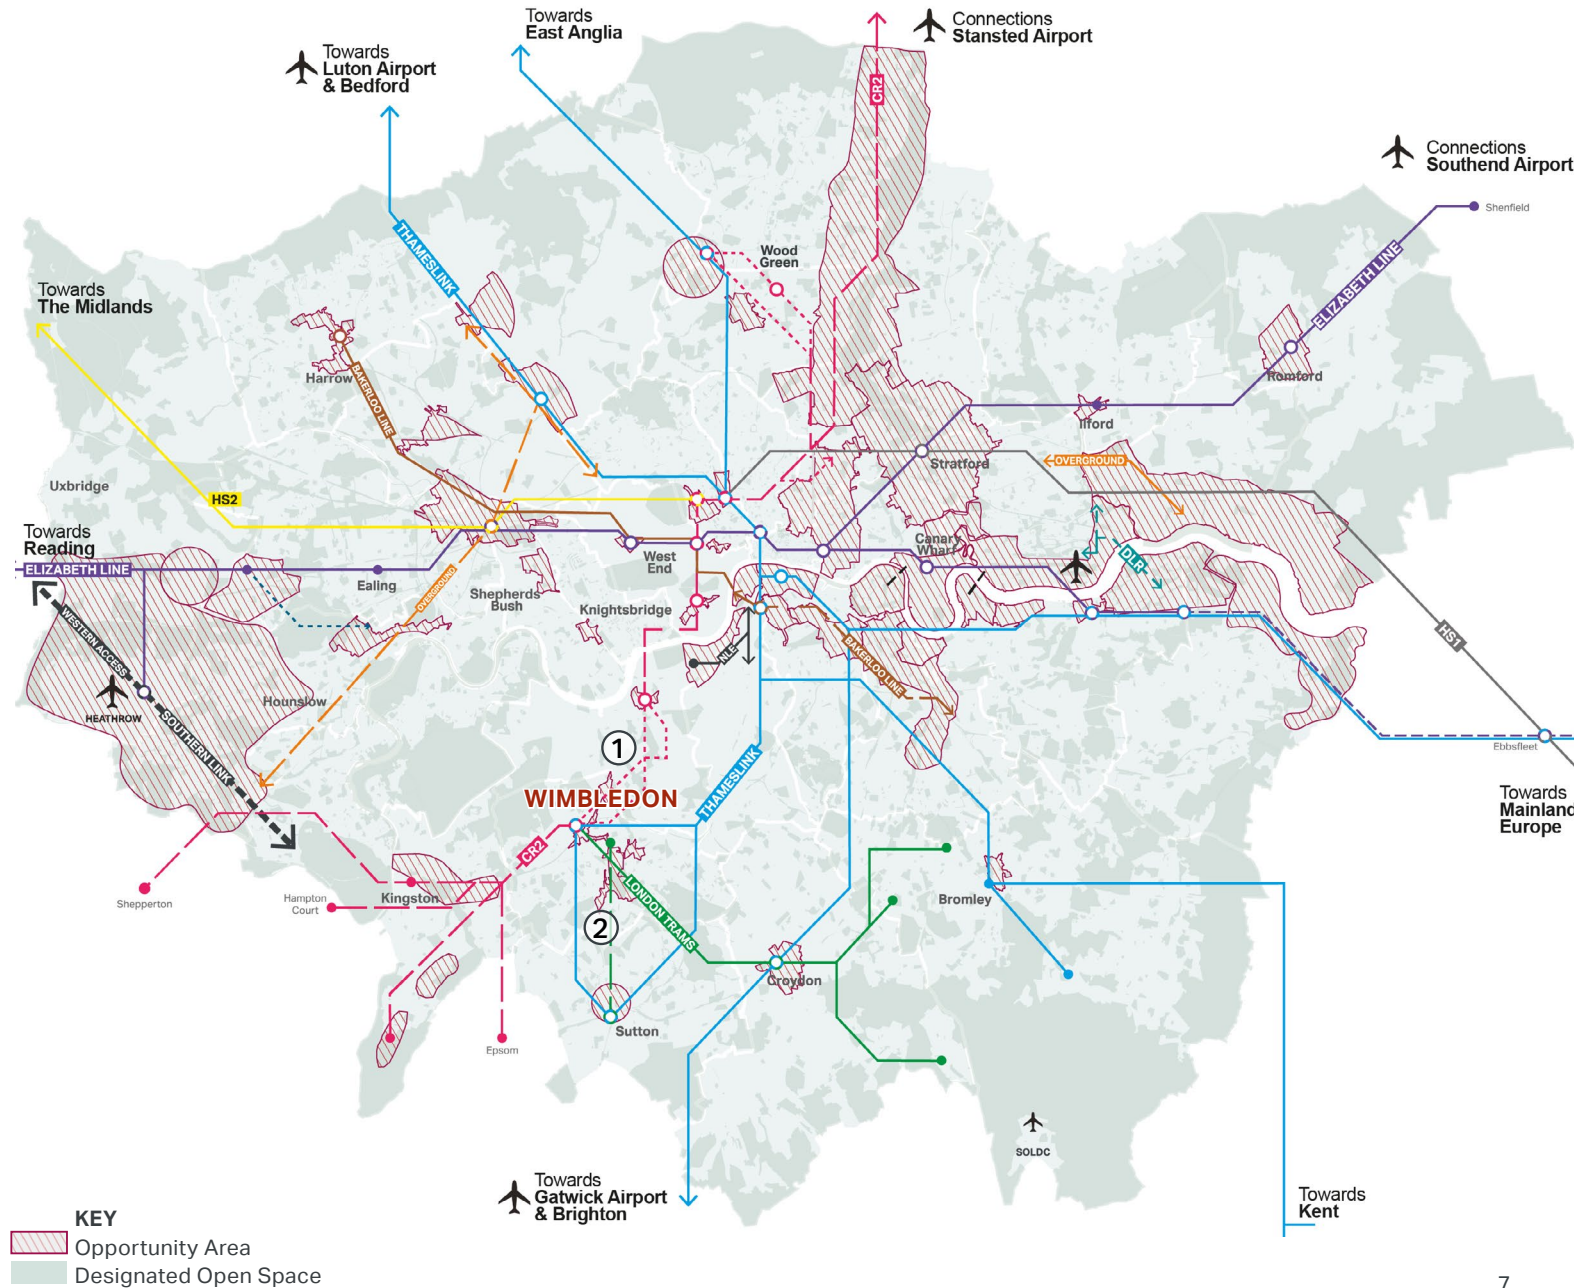 Towards
East Anglia
Connections
Stansted Airport
Towards
Luton Airport
& Bedford
CR2
Connections
Southend Airport
Shenfield
THAMESLINK
ELIZABETH LINE
Wood
Green
Towards
The Midlands
Harrow
BAKERLOO LINE
Romford
Ilford
Stratford
OVERGROUND
Uxbridge
HS2
Towards
Reading
ELIZABETH LINE
Ealing
OVERGROUND
Shepherds
Bush
West
End
Knightsbridge
Canary
Wharf
DLR
WESTERN ACCESS
HEATHROW
SOUTHERN LINK
Hounslow
NLE
BAKERLOO LINE
HS1
Ebbsfleet
1
WIMBLEDON
THAMESLINK
Towards
Mainland
Europe
CR2
Shepperton
Hampton
Court
Kingston
LONDON TRAMS
2
Bromley
Croydon
Sutton
Epsom
SOLDC
Towards
Gatwick Airport
& Brighton
Towards
Kent
KEY
Opportunity Area
Designated Open Space
7